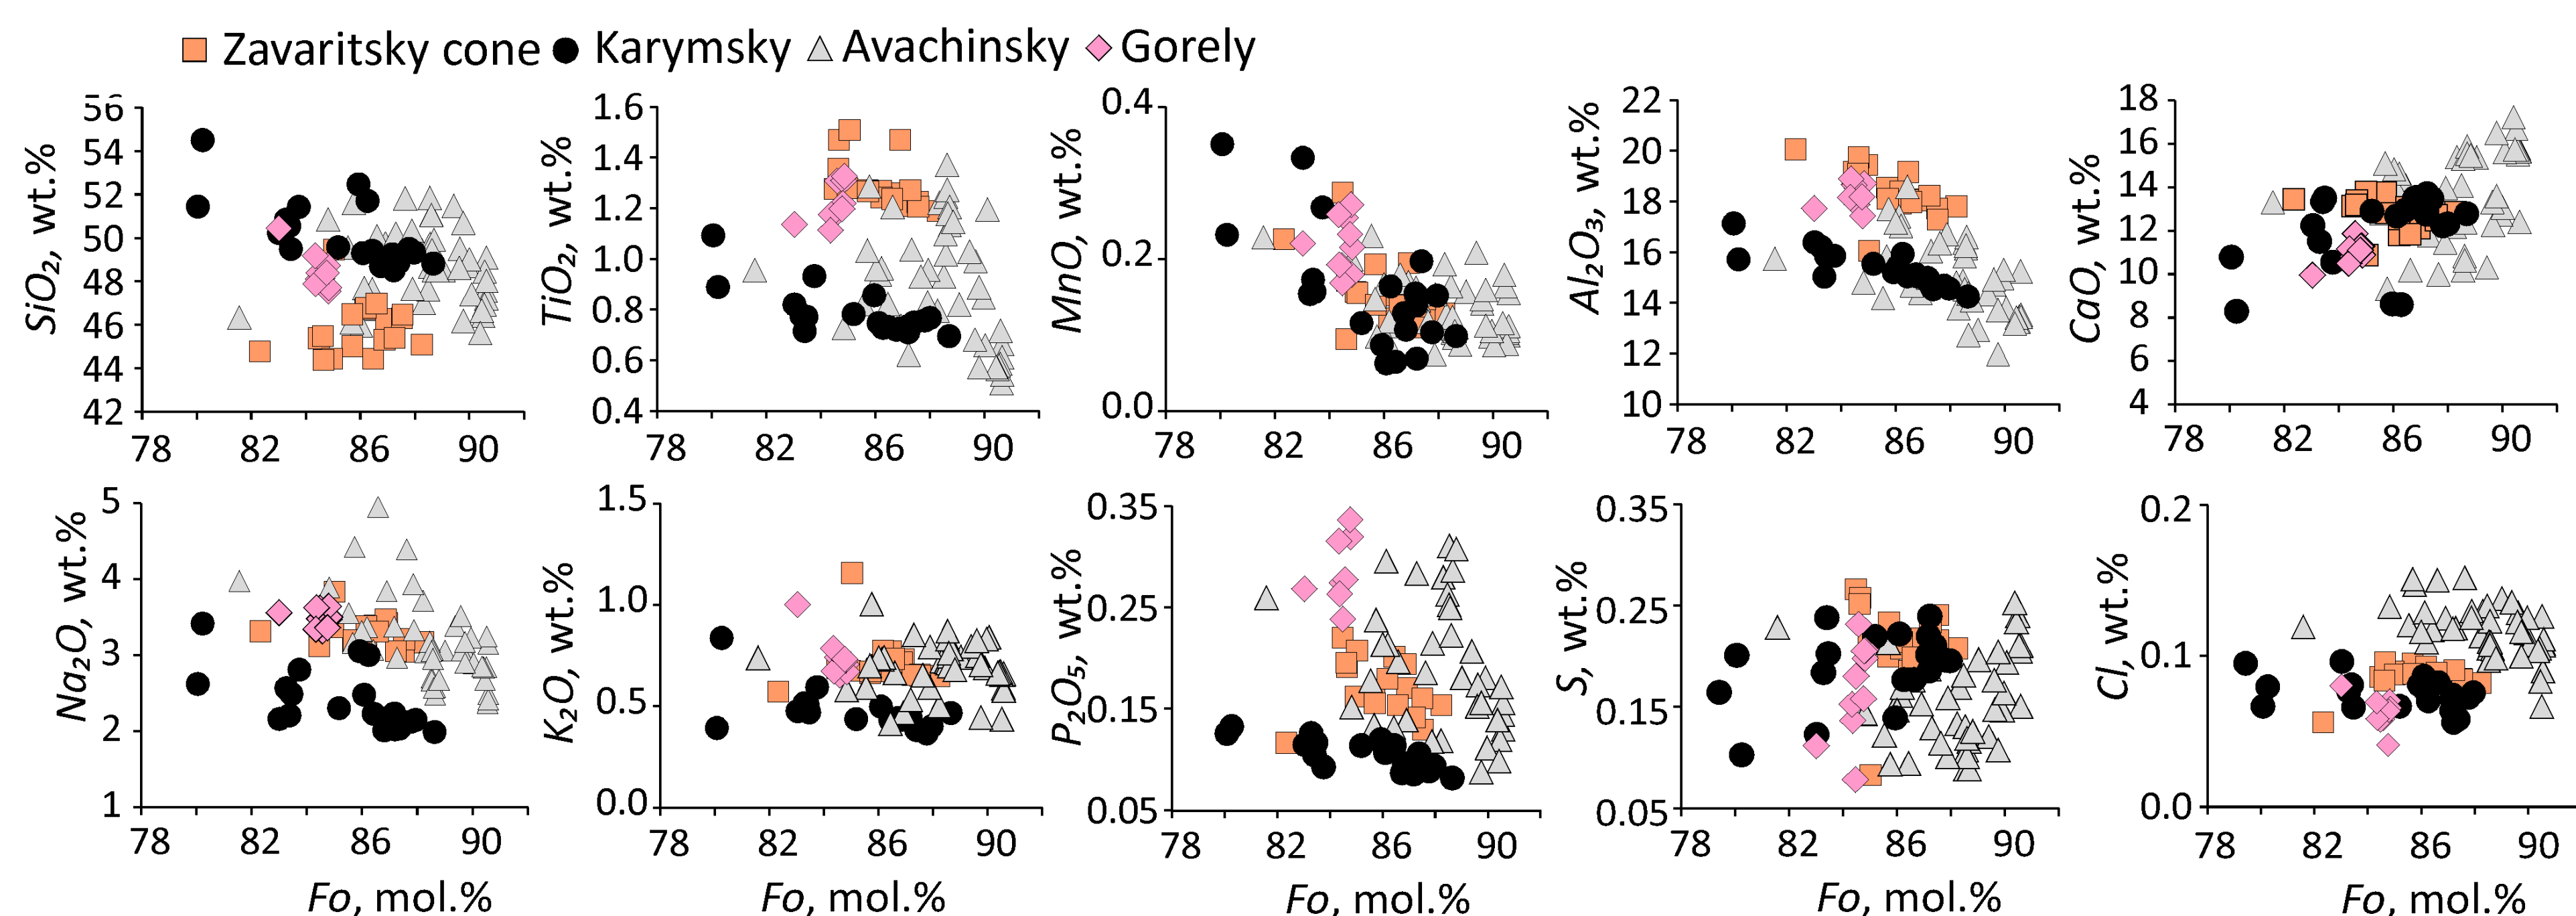 Zavaritsky cone Karymsky Avachinsky Gorely
SiO₂, wt.%
56
54
52
50
48
46
44
42
78 82 86 90
TiO₂, wt.%
1.6
1.4
1.2
1.0
0.8
0.6
0.4
78 82 86 90
MnO, wt.%
0.4
0.2
0.0
78 82 86 90
Al₂O₃, wt.%
22
20
18
16
14
12
10
78 82 86 90
CaO, wt.%
18
16
14
12
10
8
6
4
78 82 86 90
Na₂O, wt.%
5
4
3
2
1
78 82 86 90
Fo, mol.%
K₂O, wt.%
1.5
1.0
0.5
0.0
78 82 86 90
Fo, mol.%
P₂O₅, wt.%
0.35
0.25
0.15
0.05
78 82 86 90
Fo, mol.%
S, wt.%
0.35
0.25
0.15
0.05
78 82 86 90
Fo, mol.%
Cl, wt.%
0.2
0.1
0.0
78 82 86 90
Fo, mol.%